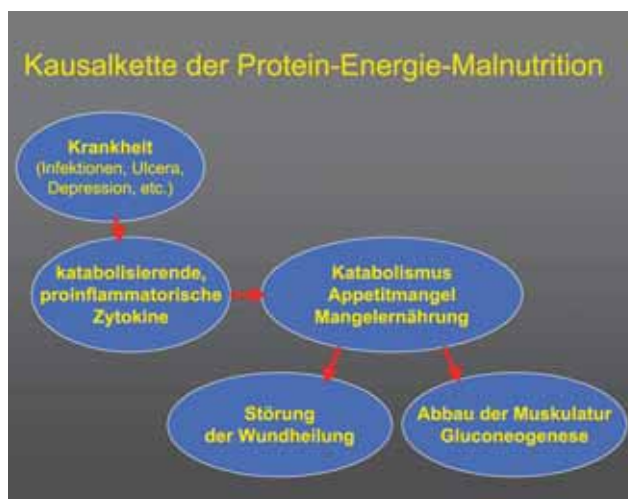 Kausalkette der Protein-Energie-Malnutrition
Krankheit
(Infektionen, Ulcera,
Depression, etc.)
katabolisierende,
proinflammatorische
Zytokine
Katabolismus
Appetitmangel
Mangelernährung
Störung
der Wundheilung
Abbau der Muskulatur
Gluconeogenese